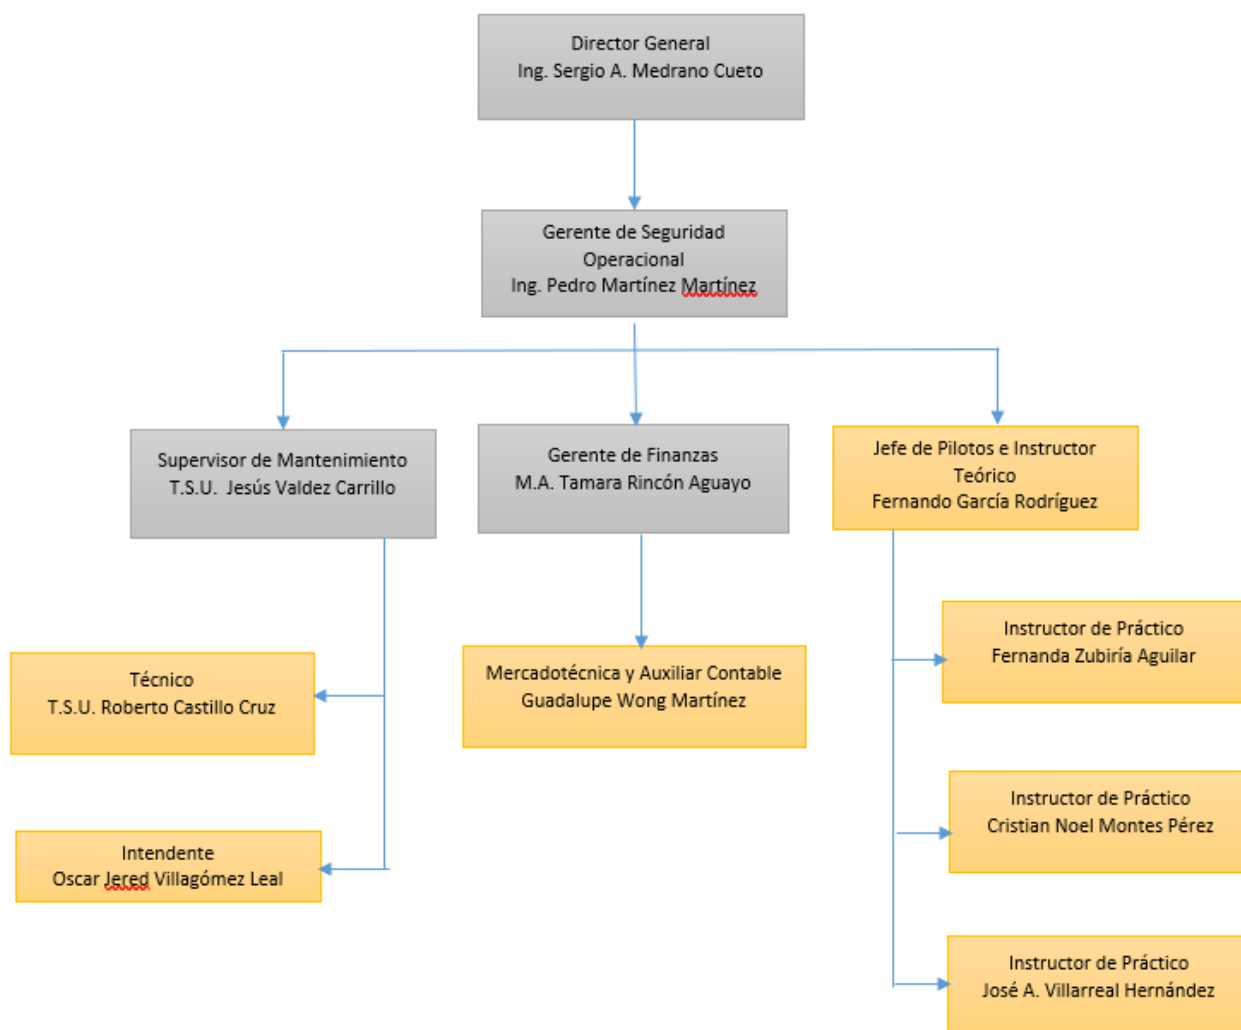 Director General
Ing. Sergio A. Medrano Cueto
Gerente de Seguridad
Operacional
Ing. Pedro Martínez Martínez
Supervisor de Mantenimiento
T.S.U. Jesús Valdez Carrillo
Gerente de Finanzas
M.A. Tamara Rincón Aguayo
Jefe de Pilotos e Instructor
Teórico
Fernando García Rodríguez
Técnico
T.S.U. Roberto Castillo Cruz
Mercadotécnica y Auxiliar Contable
Guadalupe Wong Martínez
Instructor de Práctico
Fernanda Zubiría Aguilar
Intendente
Oscar Jered Villagómez Leal
Instructor de Práctico
Cristian Noel Montes Pérez
Instructor de Práctico
José A. Villarreal Hernández